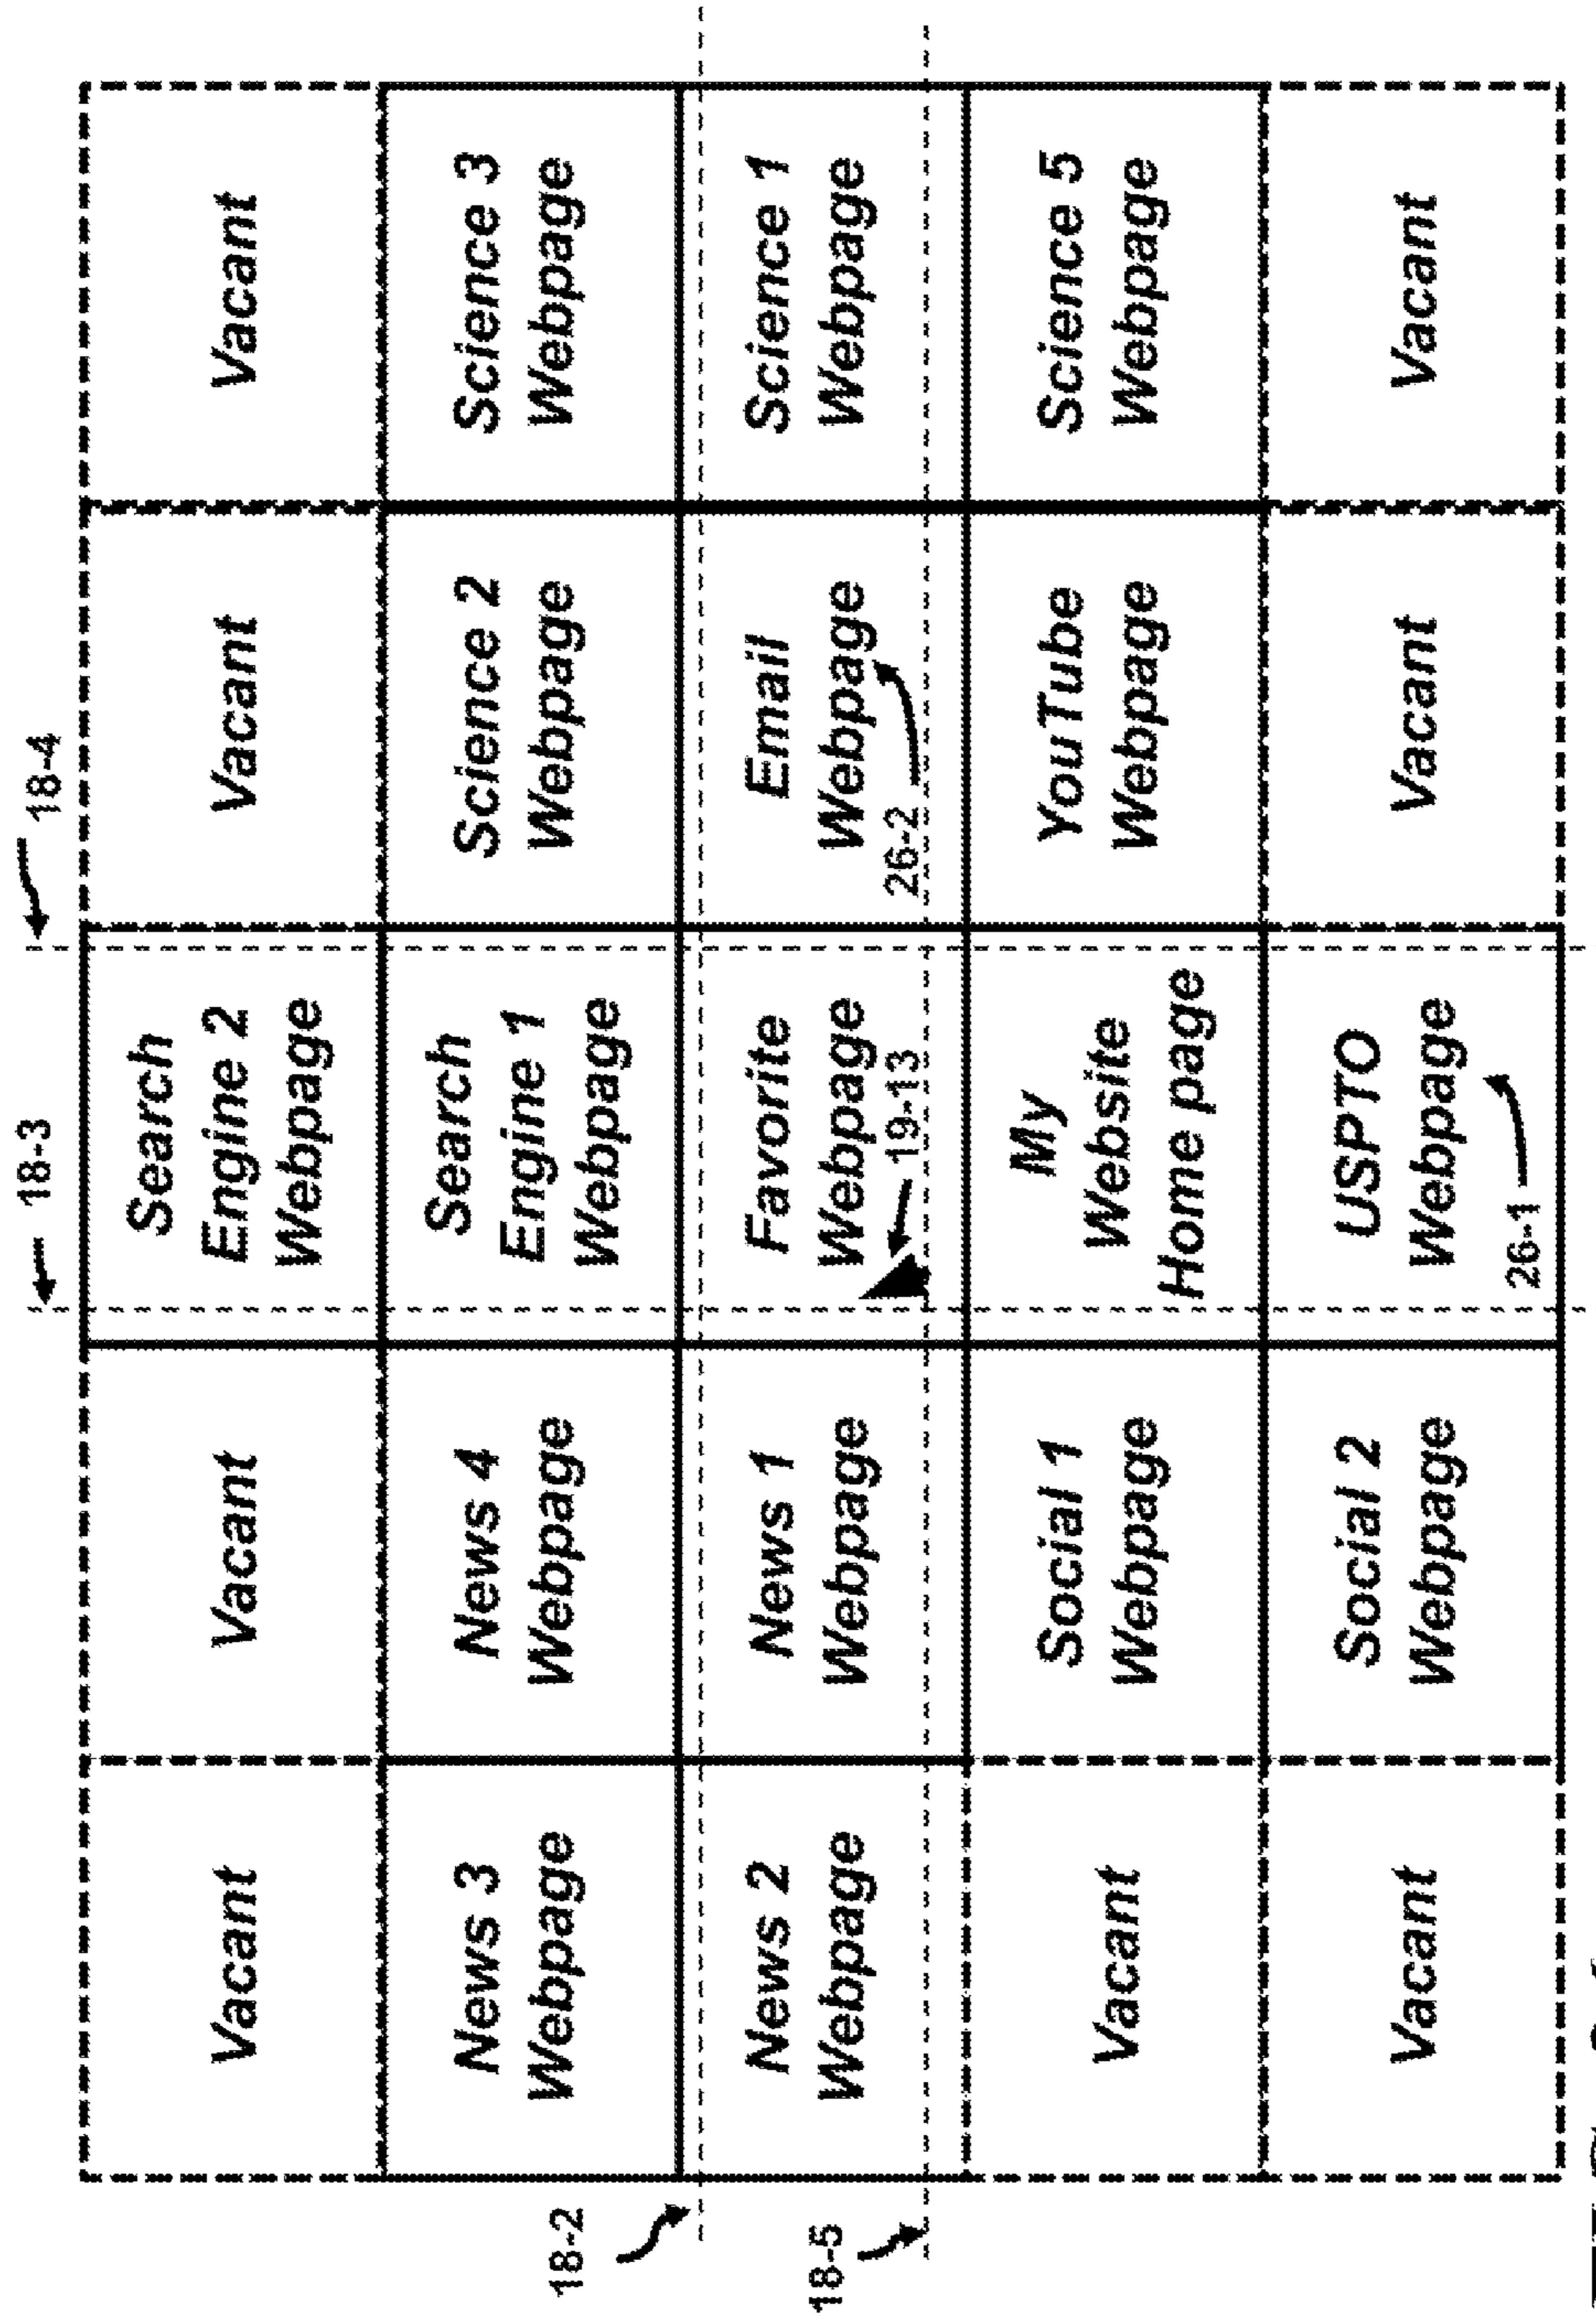 18-3
18-4
Vacant
Vacant
Search
Engine 2
Webpage
Vacant
Vacant
News 3
Webpage
News 4
Webpage
Search
Engine 1
Webpage
Science 2
Webpage
Science 3
Webpage
18-2
News 2
Webpage
News 1
Webpage
Favorite
Webpage
19-13
Email
Webpage
26-2
Science 1
Webpage
18-5
Vacant
Social 1
Webpage
My
Website
Home page
YouTube
Webpage
Science 5
Webpage
Vacant
Social 2
Webpage
USPTO
Webpage
26-1
Vacant
Vacant